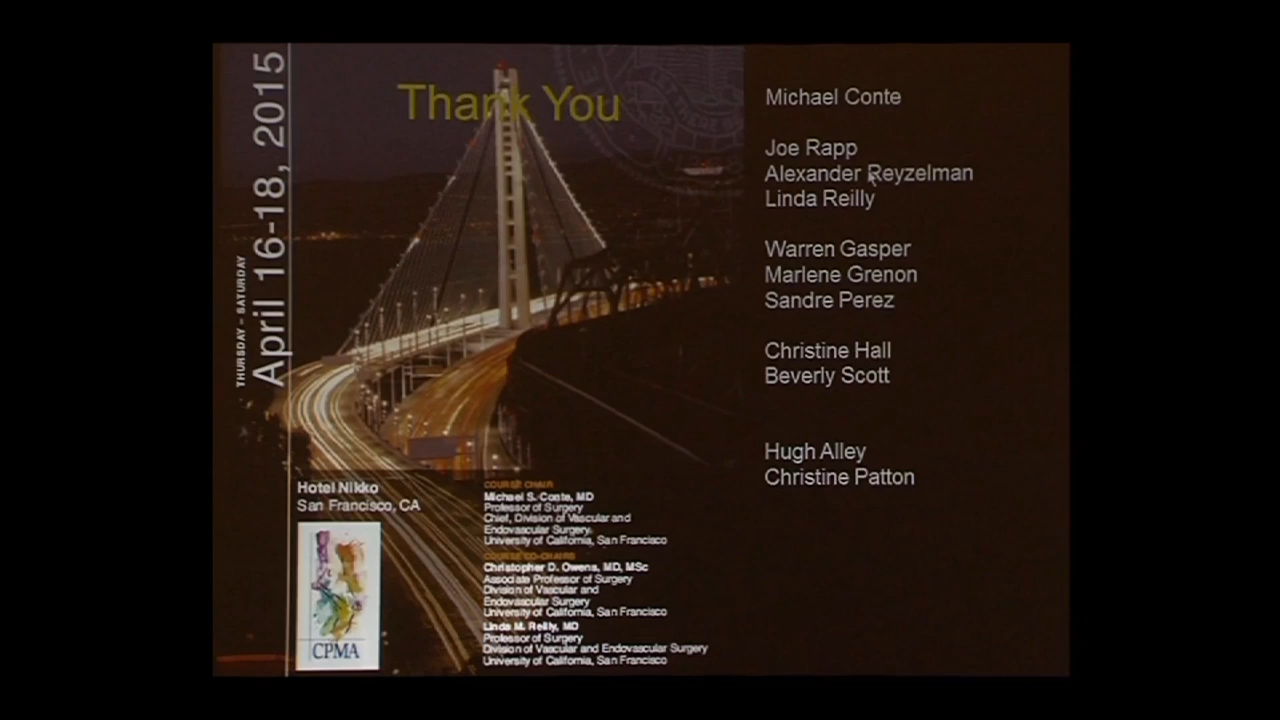 THURSDAY – SATURDAY
April 16-18, 2015
Thank You
Michael Conte
Joe Rapp
Alexander Reyzelman
Linda Reilly
Warren Gasper
Marlene Grenon
Sandre Perez
Christine Hall
Beverly Scott
Hugh Alley
Christine Patton
Hotel Nikko
San Francisco, CA
CPMA
COURSE CHAIR
Michael S. Conte, MD
Professor of Surgery
Chief, Division of Vascular and
Endovascular Surgery
University of California, San Francisco
COURSE CO-CHAIRS
Christopher D. Owens, MD, MSc
Associate Professor of Surgery
Division of Vascular and
Endovascular Surgery
University of California, San Francisco
Linda M. Reilly, MD
Professor of Surgery
Division of Vascular and Endovascular Surgery
University of California, San Francisco